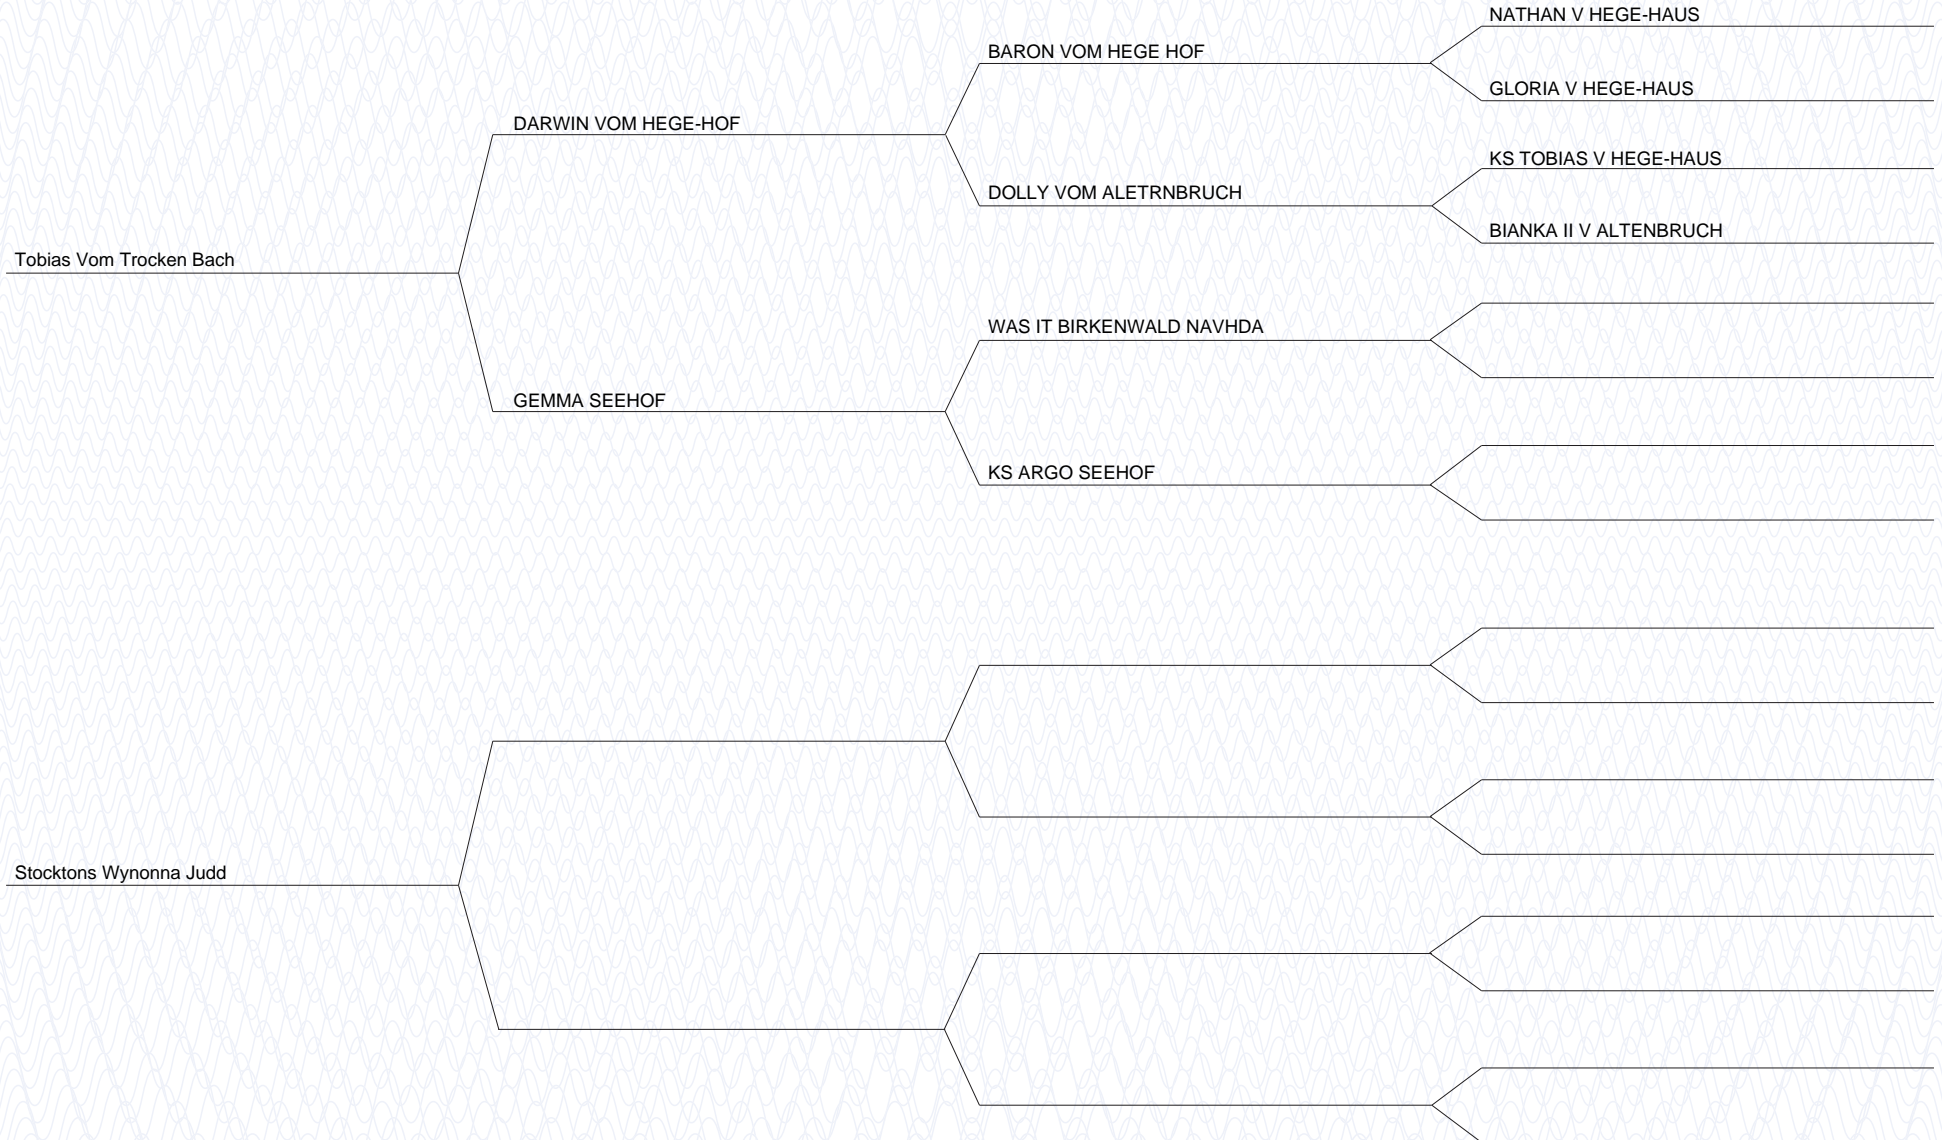 NATHAN V HEGE-HAUS
BARON VOM HEGE HOF
GLORIA V HEGE-HAUS
DARWIN VOM HEGE-HOF
KS TOBIAS V HEGE-HAUS
DOLLY VOM ALETRNBRUCH
BIANKA II V ALTENBRUCH
Tobias Vom Trocken Bach
WAS IT BIRKENWALD NAVHDA
GEMMA SEEHOF
KS ARGO SEEHOF
Stocktons Wynonna Judd